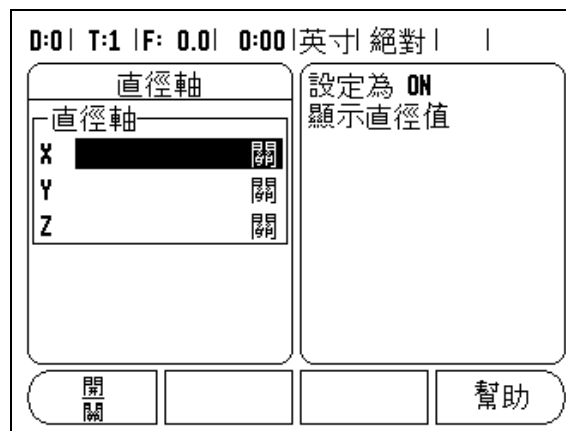 D:0 | T:1 | F: 0.0 | 0:00 | 英寸 | 絕對 | |
直徑軸
直徑軸
X 關
Y 關
Z 關
設定為 ON
顯示直徑值
開
關
幫助